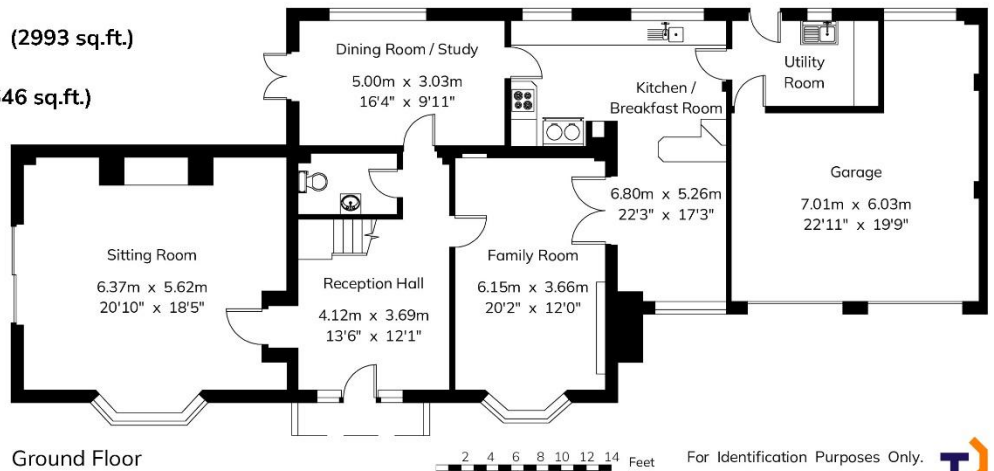 (2993 sq.ft.)
46 sq.ft.)
Dining Room / Study
5.00m x 3.03m
16'4" x 9'11"
Kitchen /
Breakfast Room
6.80m x 5.26m
22'3" x 17'3"
Utility
Room
Garage
7.01m x 6.03m
22'11" x 19'9"
Sitting Room
6.37m x 5.62m
20'10" x 18'5"
Reception Hall
4.12m x 3.69m
13'6" x 12'1"
Family Room
6.15m x 3.66m
20'2" x 12'0"
Ground Floor
2 4 6 8 10 12 14 Feet
For Identification Purposes Only.